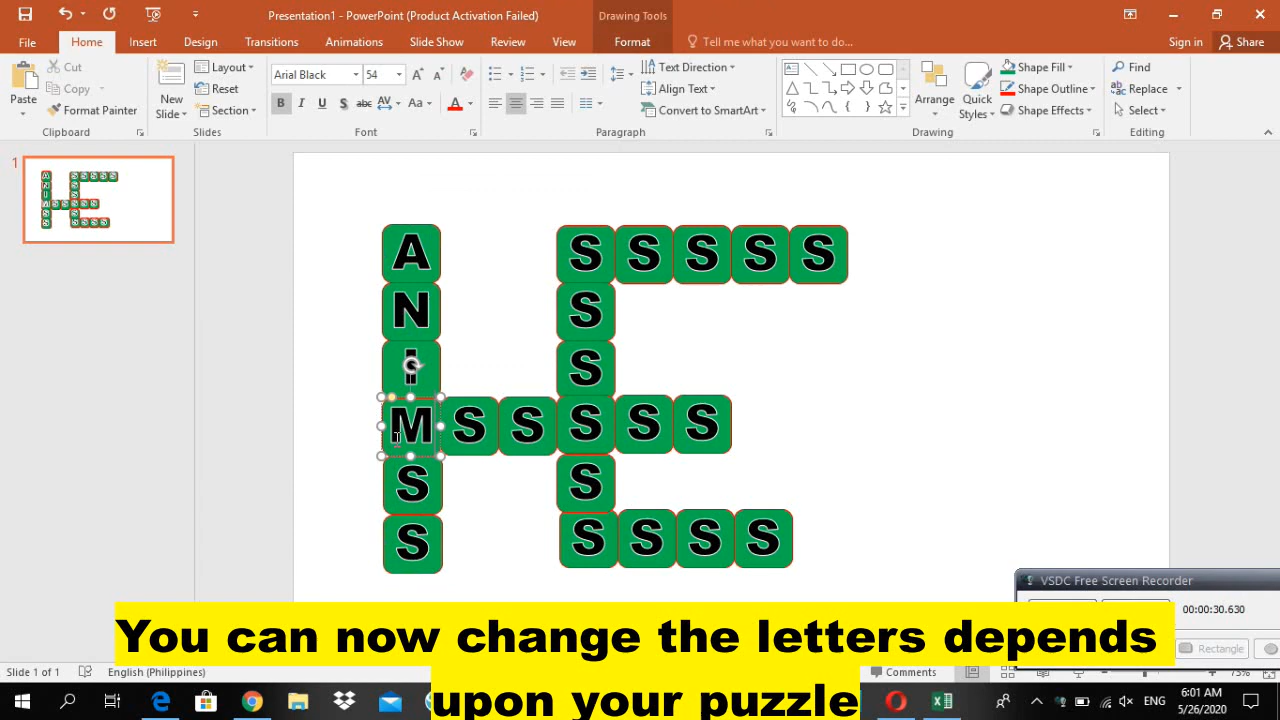 Presentation1 - PowerPoint (Product Activation Failed)
Drawing Tools
File Home Insert Design Transitions Animations Slide Show Review View Format Tell me what you want to do... Sign in Share
Paste
Cut
Copy
Format Painter
Clipboard
New Slide
Layout
Reset
Section
Slides
Arial Black 54
B I U S abc AV Aa A
Font
Text Direction
Align Text
Convert to SmartArt
Paragraph
Arrange
Quick Styles
Shape Fill
Shape Outline
Shape Effects
Drawing
Find
Replace
Select
Editing
1
A S S S S S
N S
I S
M S S S S S
S S
S S S S S
VSDC Free Screen Recorder
00:00:30.630
Rectangle
You can now change the letters depends
upon your puzzle
Slide 1 of 1 English (Philippines) Comments 73%
ENG
6:01 AM
5/26/2020